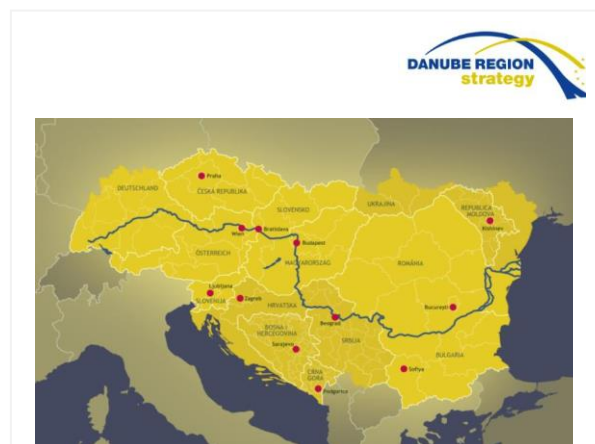 DANUBE REGION
strategy
Praha
DEUTSCHLAND
ČESKÁ REPUBLIKA
SLOVENSKO
UKRAJINA
REPUBLICA
MOLDOVA
Kishinev
Wien
Bratislava
Budapest
ÖSTERREICH
MAGYARORSZÁG
ROMÂNIA
Ljubljana
SLOVENIJA
Zagreb
HRVATSKA
Beograd
București
BOSNA I
HERCEGOVINA
Sarajevo
SRBIJA
BULGARIA
CRNA
GORA
Sofiya
Podgorica